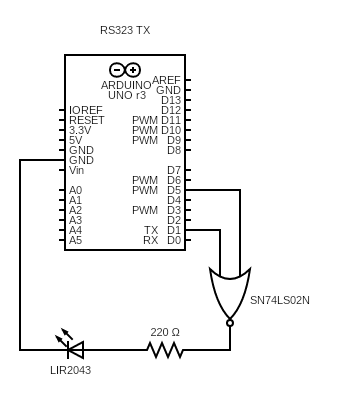 RS323 TX
ARDUINO
UNO r3
AREF
GND
D13
IOREF D12
RESET PWM D11
3.3V PWM D10
5V PWM D9
GND D8
GND
Vin D7
PWM D6
A0 PWM D5
A1 D4
A2 PWM D3
A3 D2
A4 TX D1
A5 RX D0
SN74LS02N
220 Ω
LIR2043